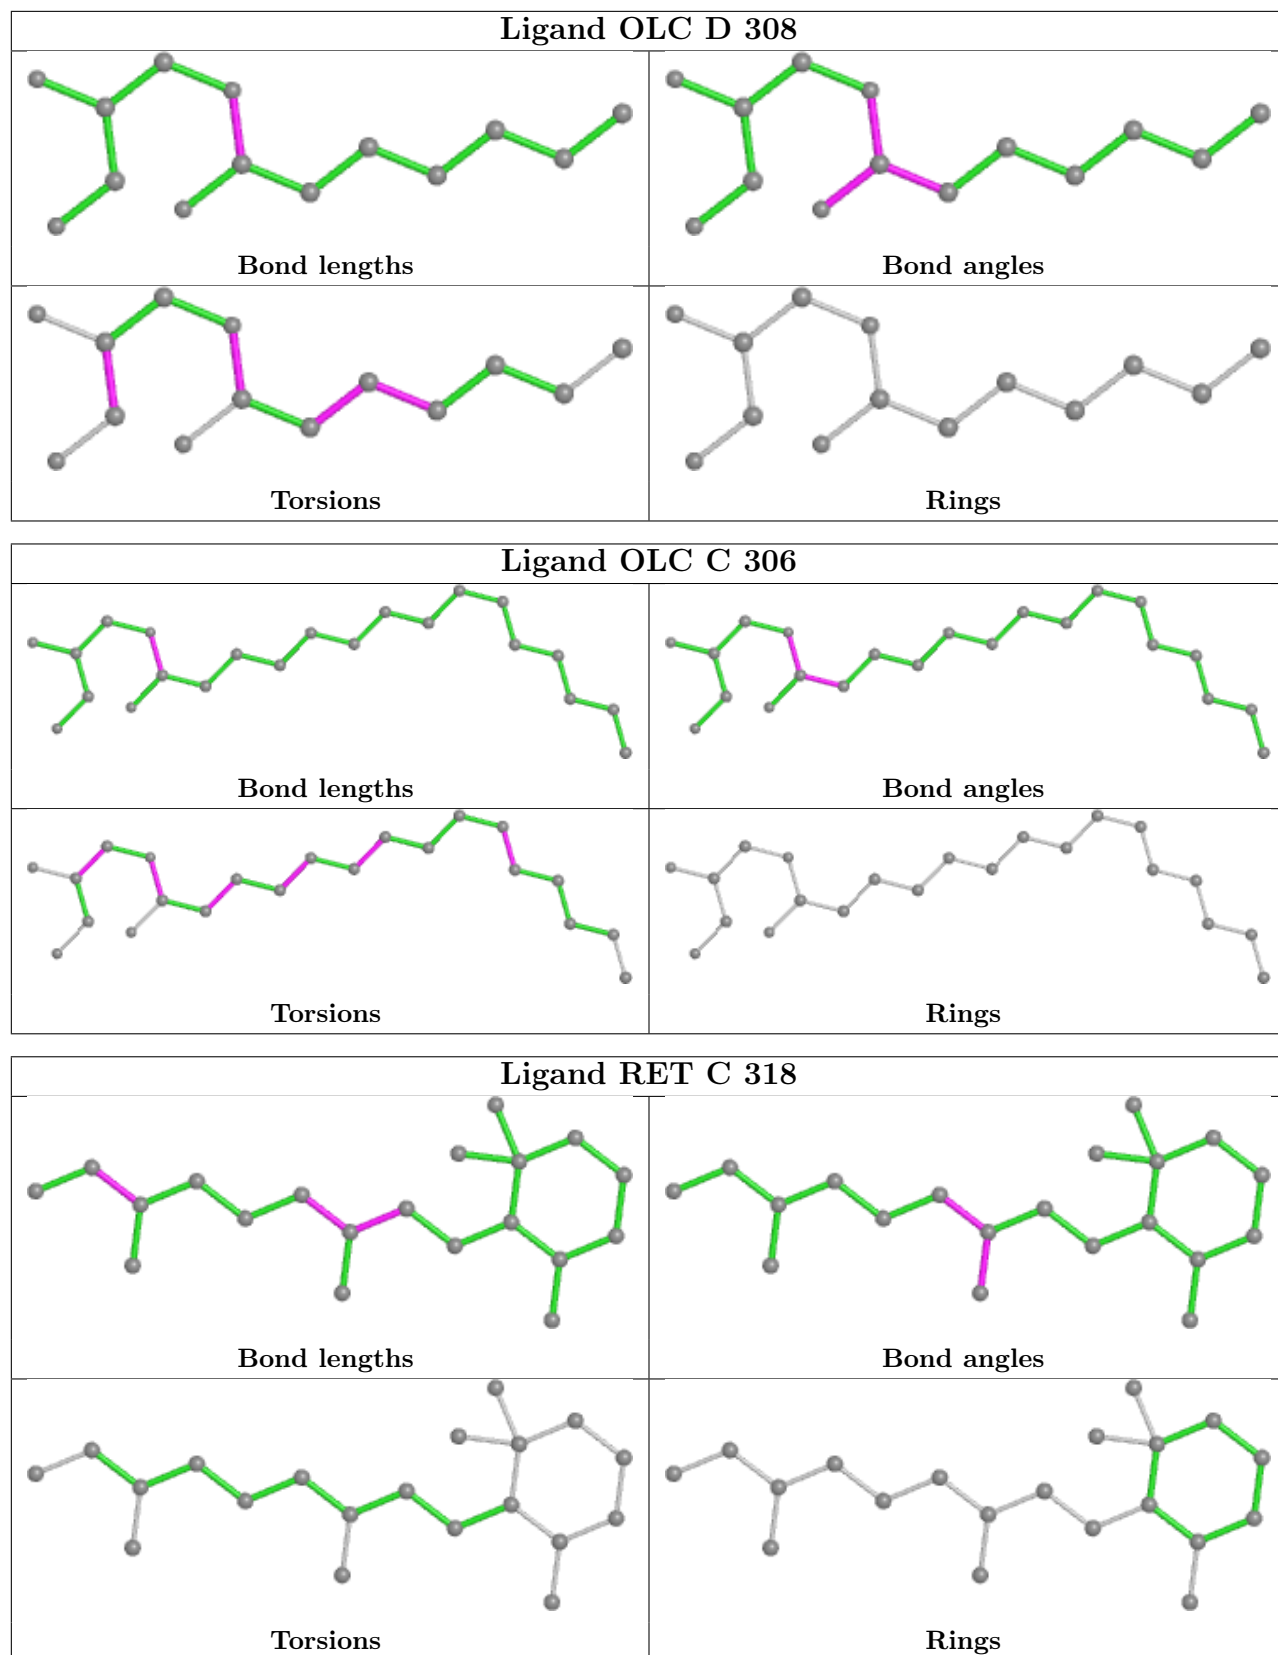 Ligand OLC D 308
Bond lengths
Bond angles
Torsions
Rings
Ligand OLC C 306
Bond lengths
Bond angles
Torsions
Rings
Ligand RET C 318
Bond lengths
Bond angles
Torsions
Rings